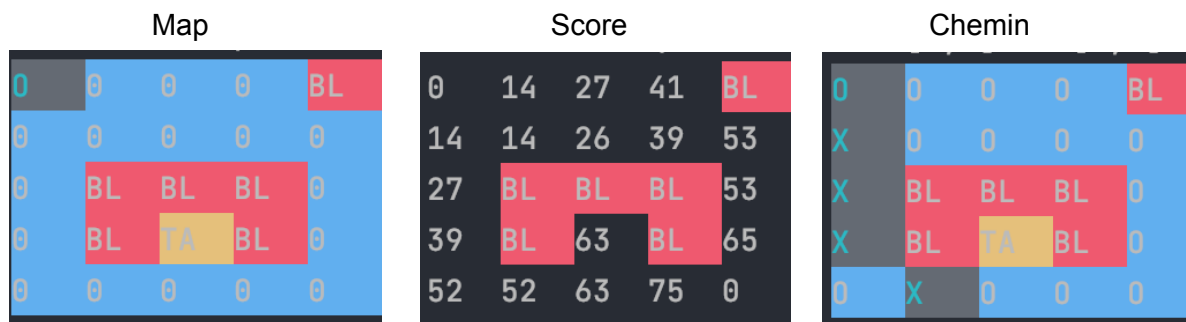 Map
O 0 0 0 BL
0 0 0 0 0
0 BL BL BL 0
0 BL TA BL 0
0 0 0 0 0
Score
0 14 27 41 BL
14 14 26 39 53
27 BL BL BL 53
39 BL 63 BL 65
52 52 63 75 0
Chemin
O 0 0 0 BL
X 0 0 0 0
X BL BL BL 0
X BL TA BL 0
0 X 0 0 0